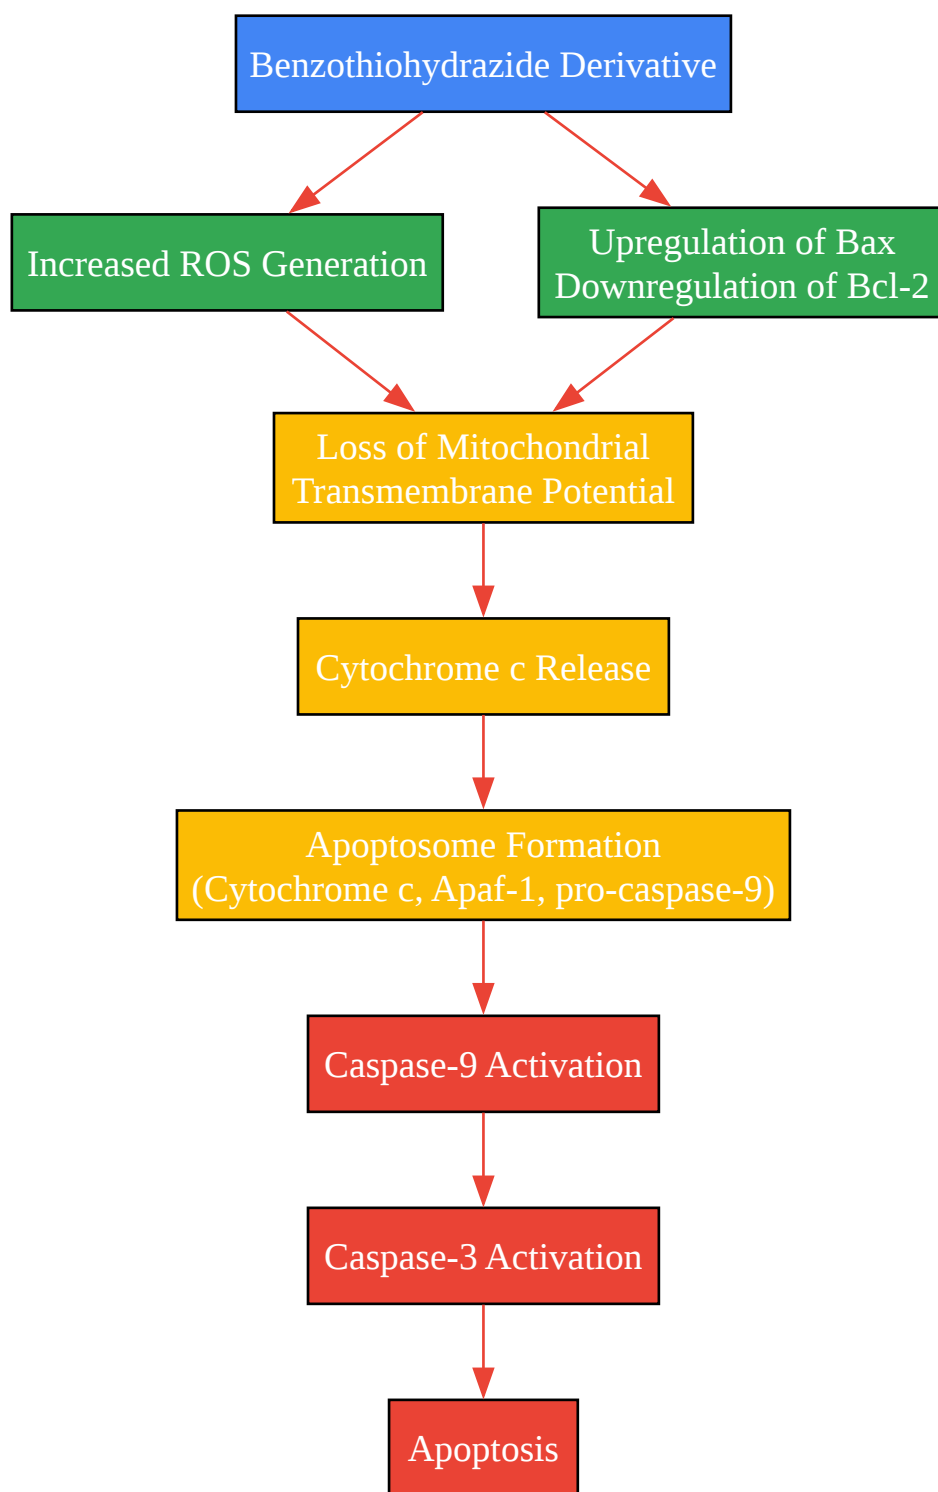 Benzothiohydrazide Derivative
Increased ROS Generation
Upregulation of Bax
Downregulation of Bcl-2
Loss of Mitochondrial
Transmembrane Potential
Cytochrome c Release
Apoptosome Formation
(Cytochrome c, Apaf-1, pro-caspase-9)
Caspase-9 Activation
Caspase-3 Activation
Apoptosis